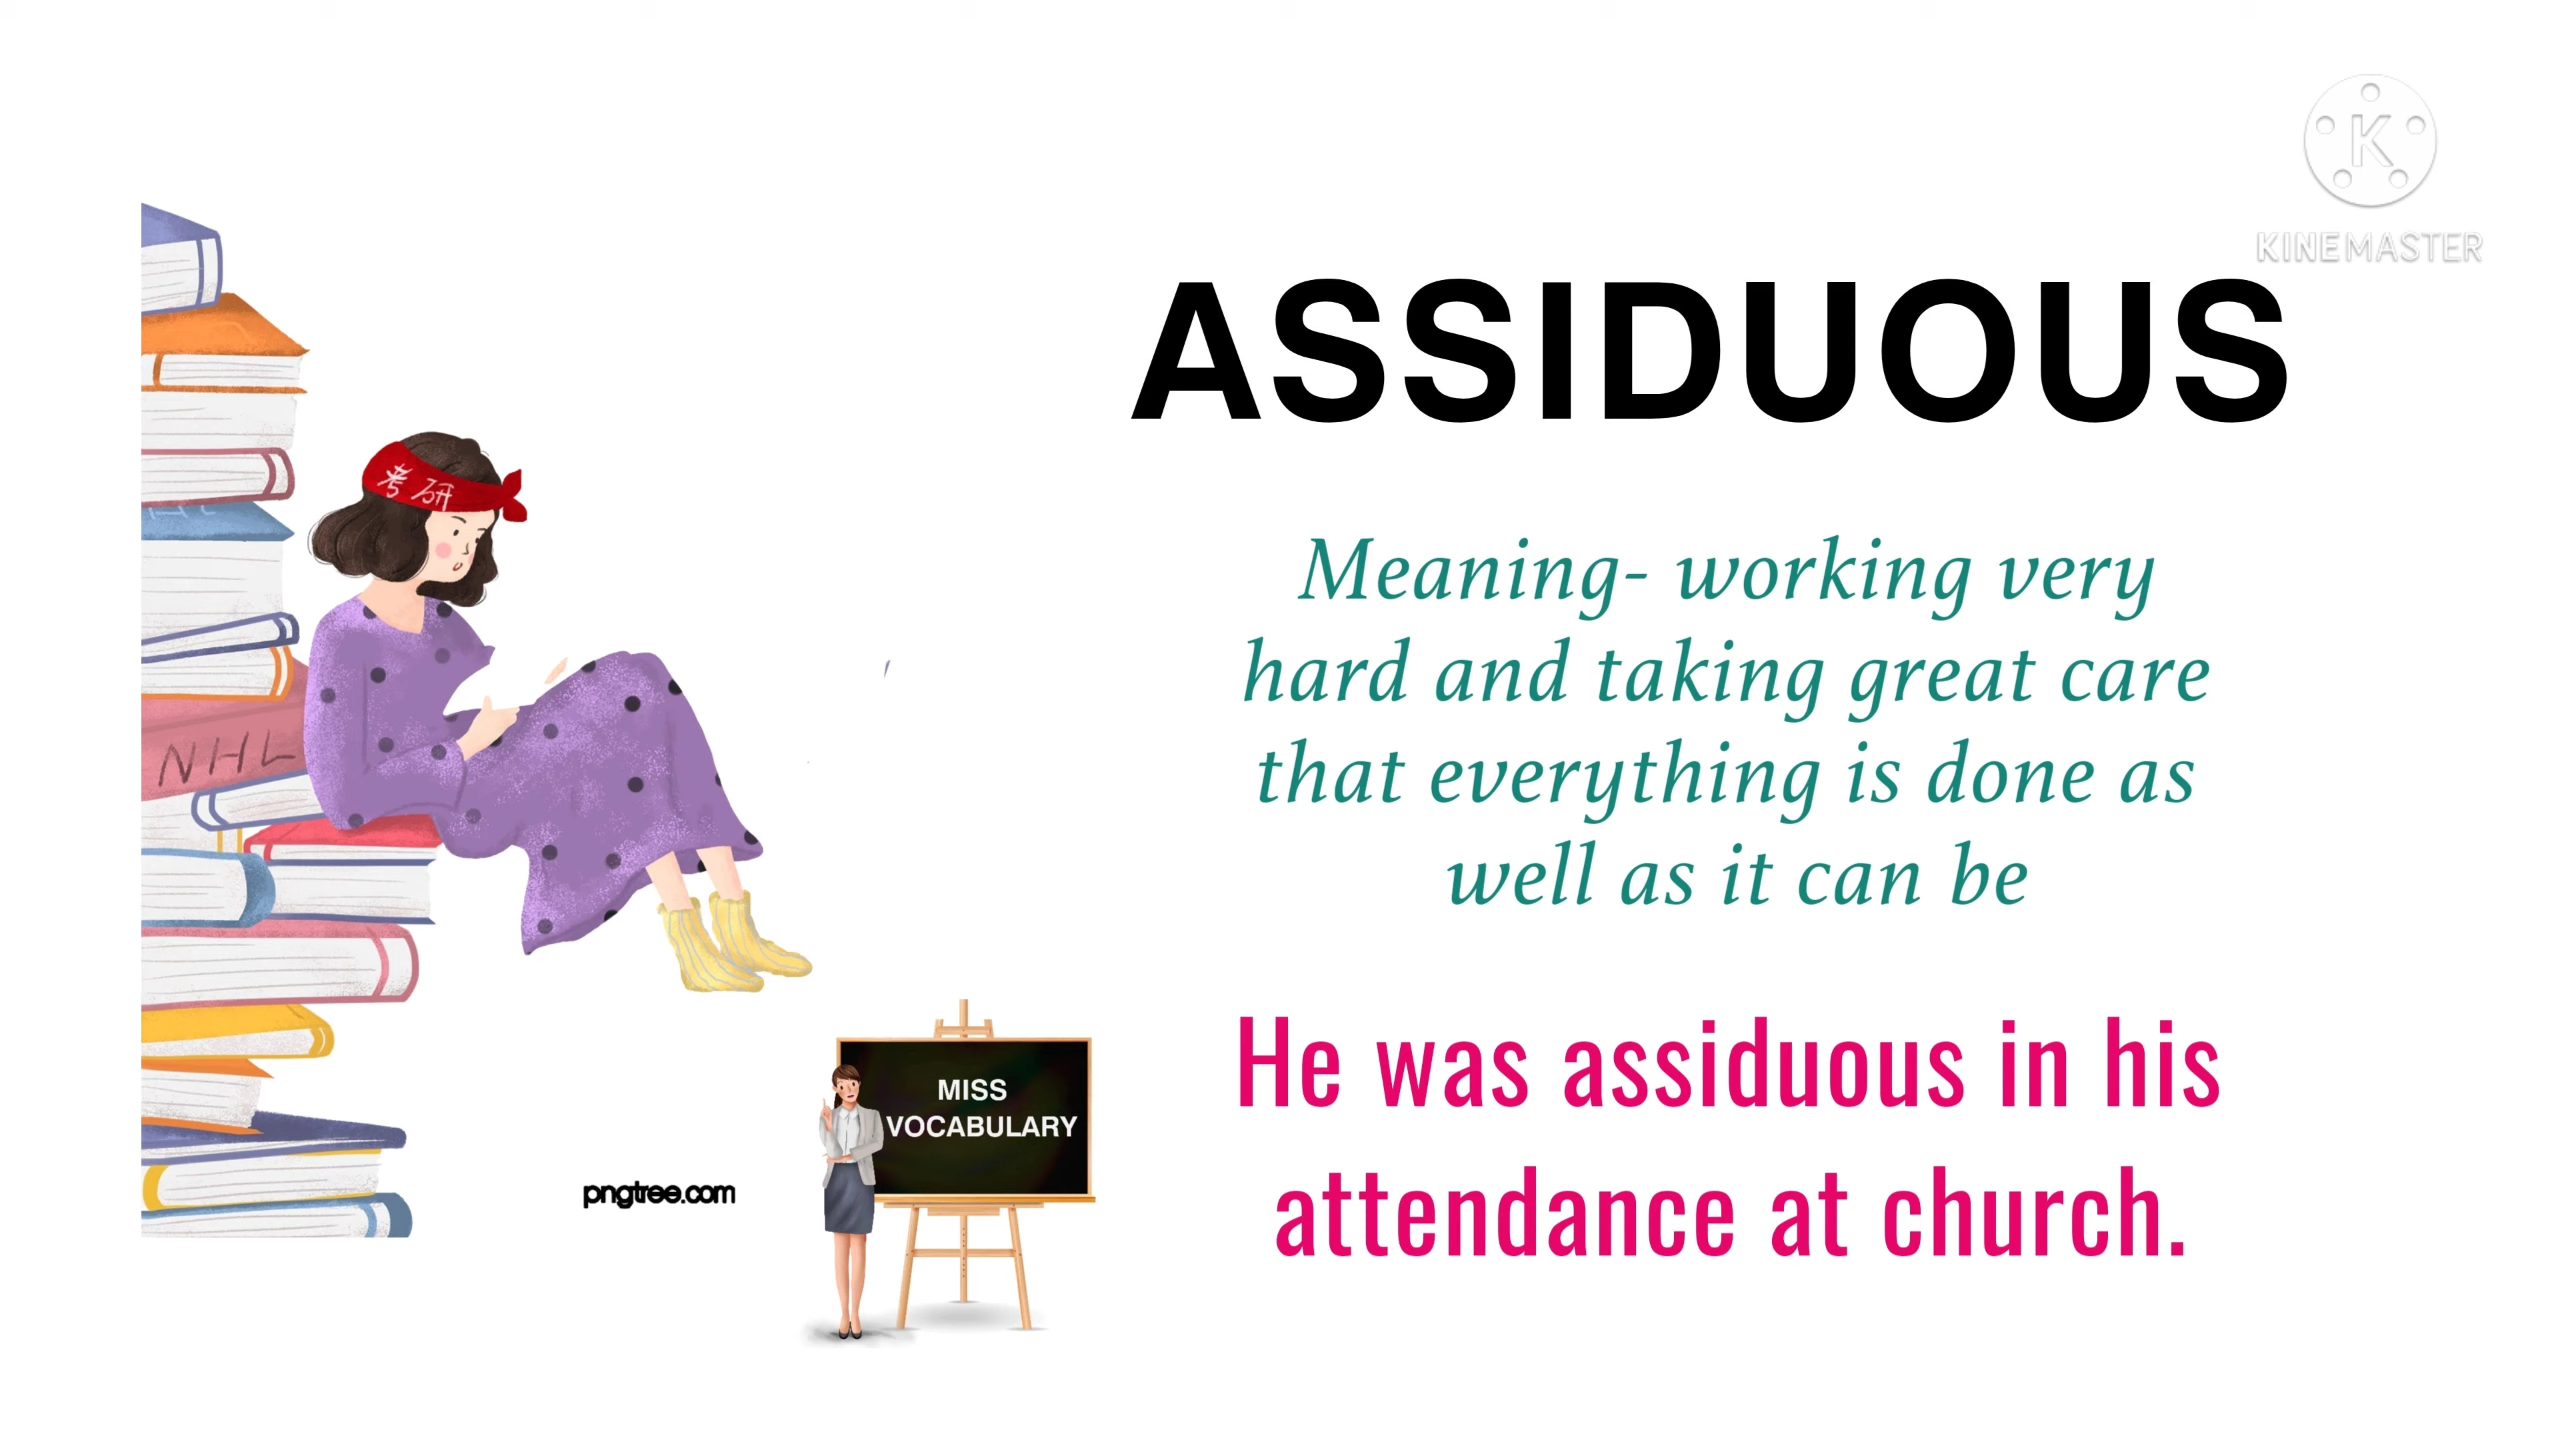 KINEMASTER
ASSIDUOUS
Meaning- working very
hard and taking great care
that everything is done as
well as it can be
He was assiduous in his
attendance at church.
考研
NHL
MISS
VOCABULARY
pngtree.com